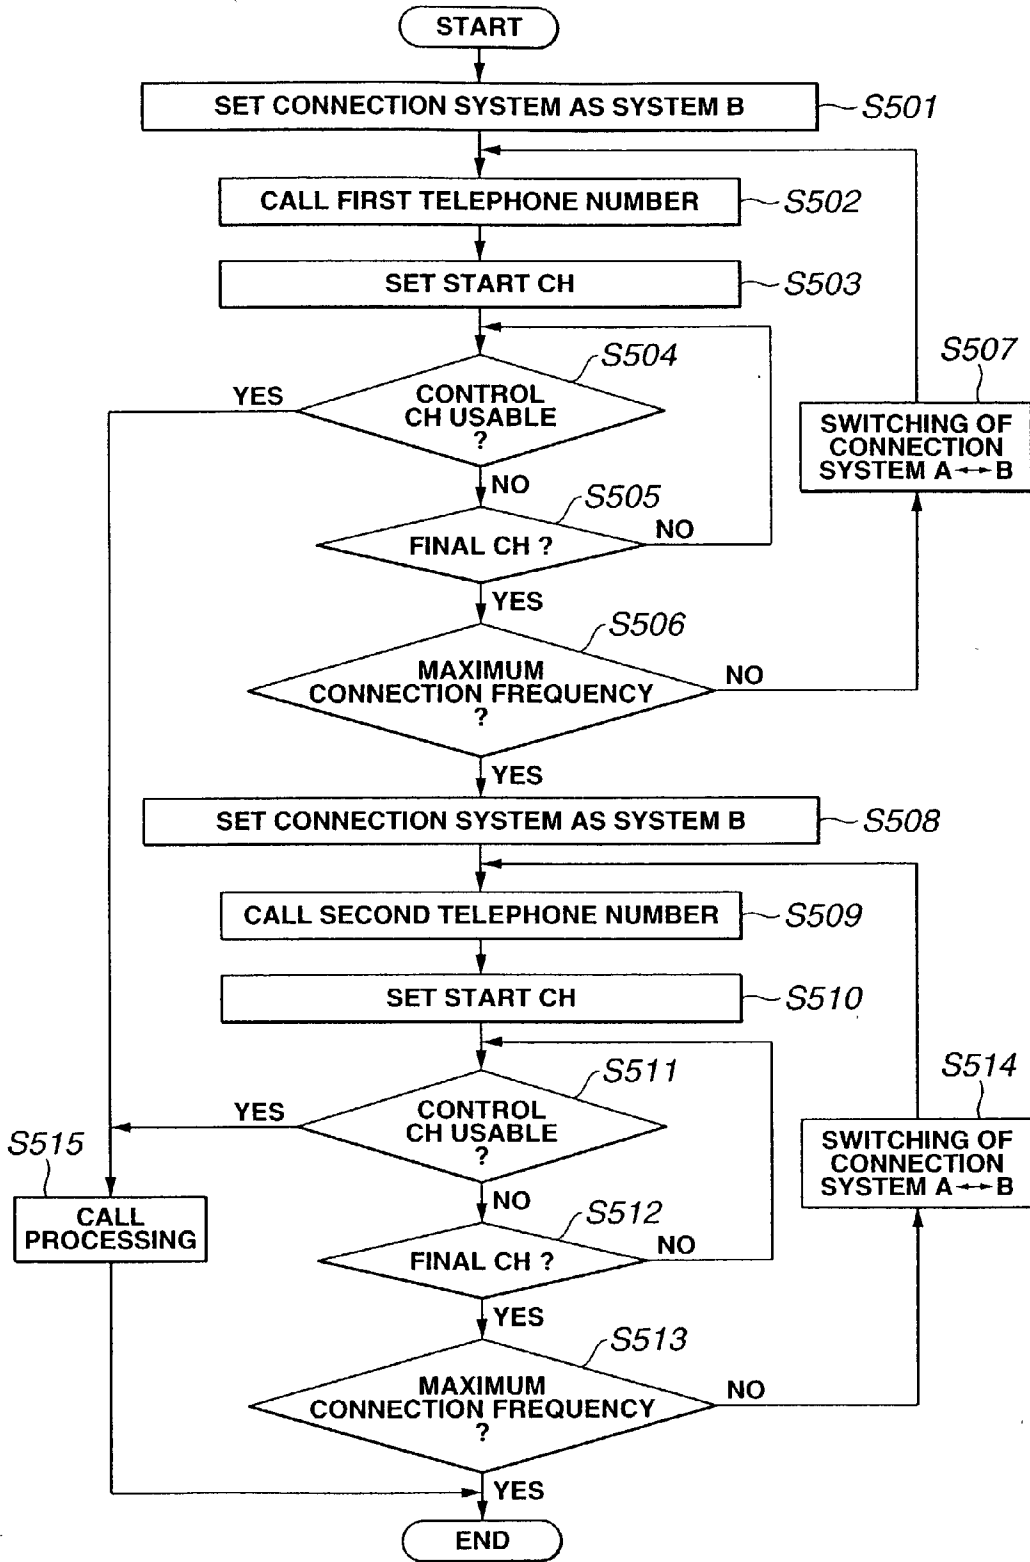 START
SET CONNECTION SYSTEM AS SYSTEM B
S501
CALL FIRST TELEPHONE NUMBER
S502
SET START CH
S503
S504
YES
CONTROL
CH USABLE
?
S507
SWITCHING OF
CONNECTION
SYSTEM A↔B
NO
S505
FINAL CH ?
NO
YES
S506
MAXIMUM
CONNECTION FREQUENCY
?
NO
YES
SET CONNECTION SYSTEM AS SYSTEM B
S508
CALL SECOND TELEPHONE NUMBER
S509
SET START CH
S510
S511
YES
CONTROL
CH USABLE
?
S514
SWITCHING OF
CONNECTION
SYSTEM A↔B
S515
CALL
PROCESSING
NO
S512
FINAL CH ?
NO
YES
S513
MAXIMUM
CONNECTION FREQUENCY
?
NO
YES
END